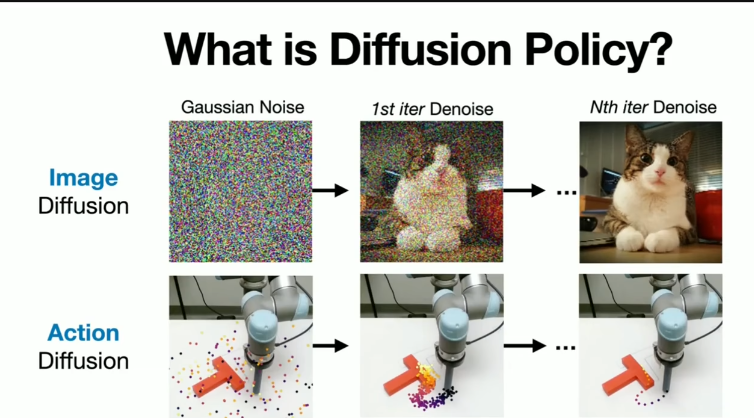 What is Diffusion Policy?
Gaussian Noise
1st iter Denoise
Nth iter Denoise
Image
Diffusion
...
Action
Diffusion
...